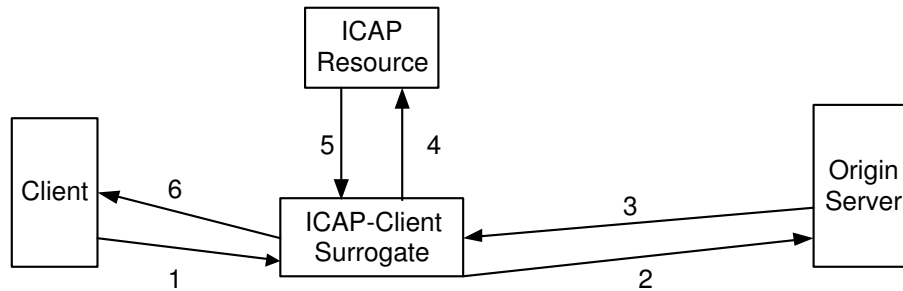 ICAP
Resource
5
4
Client
6
ICAP-Client
Surrogate
3
Origin
Server
1
2